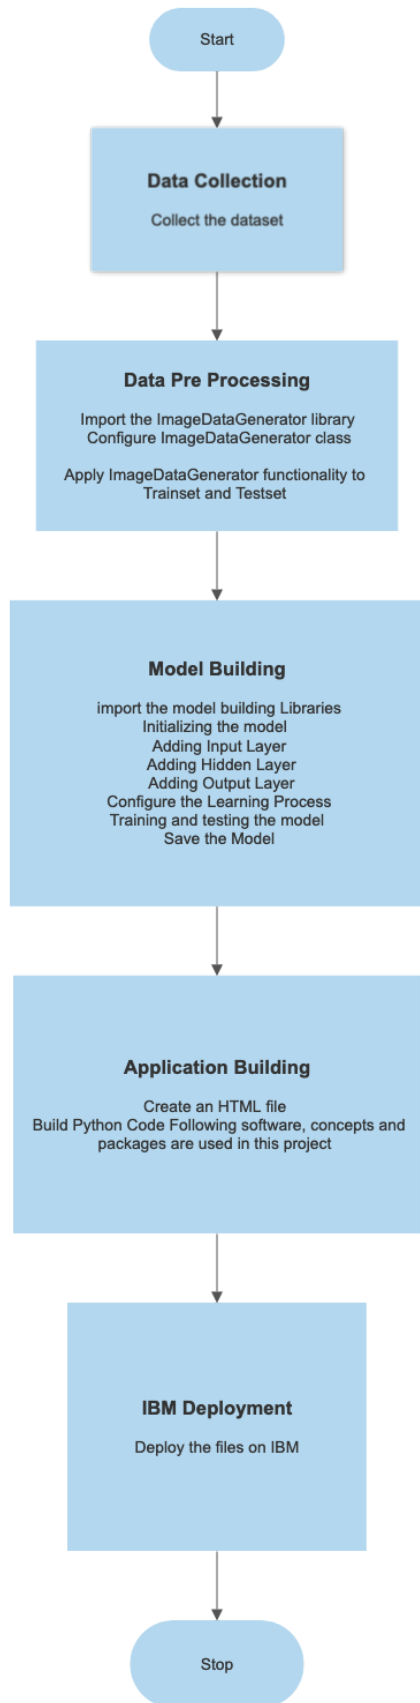 Start
Data Collection
Collect the dataset
Data Pre Processing
Import the ImageDataGenerator library
Configure ImageDataGenerator class
Apply ImageDataGenerator functionality to
Trainset and Testset
Model Building
import the model building Libraries
Initializing the model
Adding Input Layer
Adding Hidden Layer
Adding Output Layer
Configure the Learning Process
Training and testing the model
Save the Model
Application Building
Create an HTML file
Build Python Code Following software, concepts and
packages are used in this project
IBM Deployment
Deploy the files on IBM
Stop